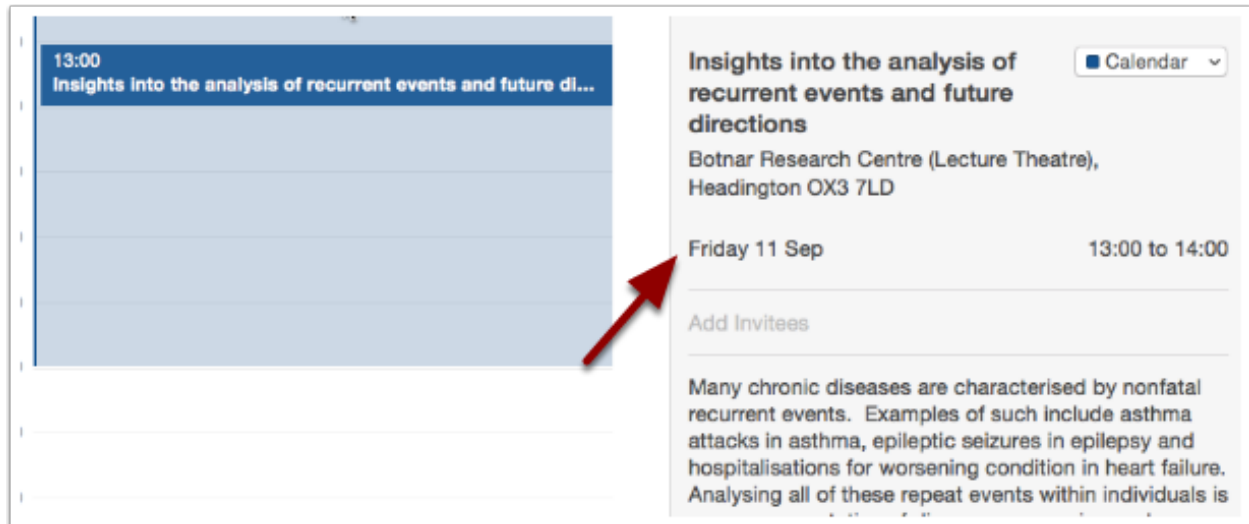 13:00
Insights into the analysis of recurrent events and future di...
Insights into the analysis of
recurrent events and future
directions
Calendar
Botnar Research Centre (Lecture Theatre),
Headington OX3 7LD
Friday 11 Sep
13:00 to 14:00
Add Invitees
Many chronic diseases are characterised by nonfatal
recurrent events. Examples of such include asthma
attacks in asthma, epileptic seizures in epilepsy and
hospitalisations for worsening condition in heart failure.
Analysing all of these repeat events within individuals is